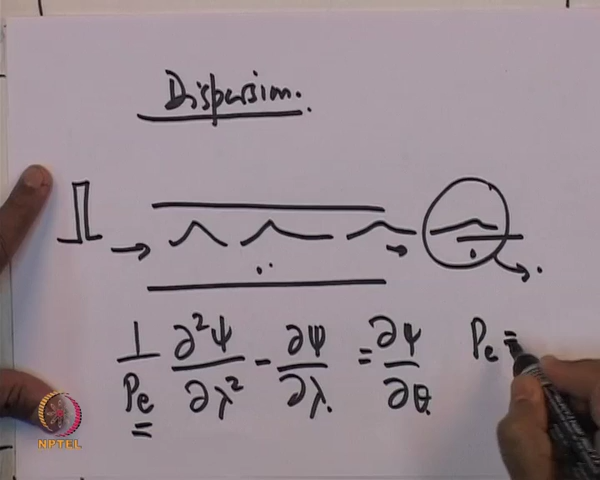 Dispersion.
1/Pe ∂²ψ/∂λ² - ∂ψ/∂λ = ∂ψ/∂θ Pe =
NPTEL